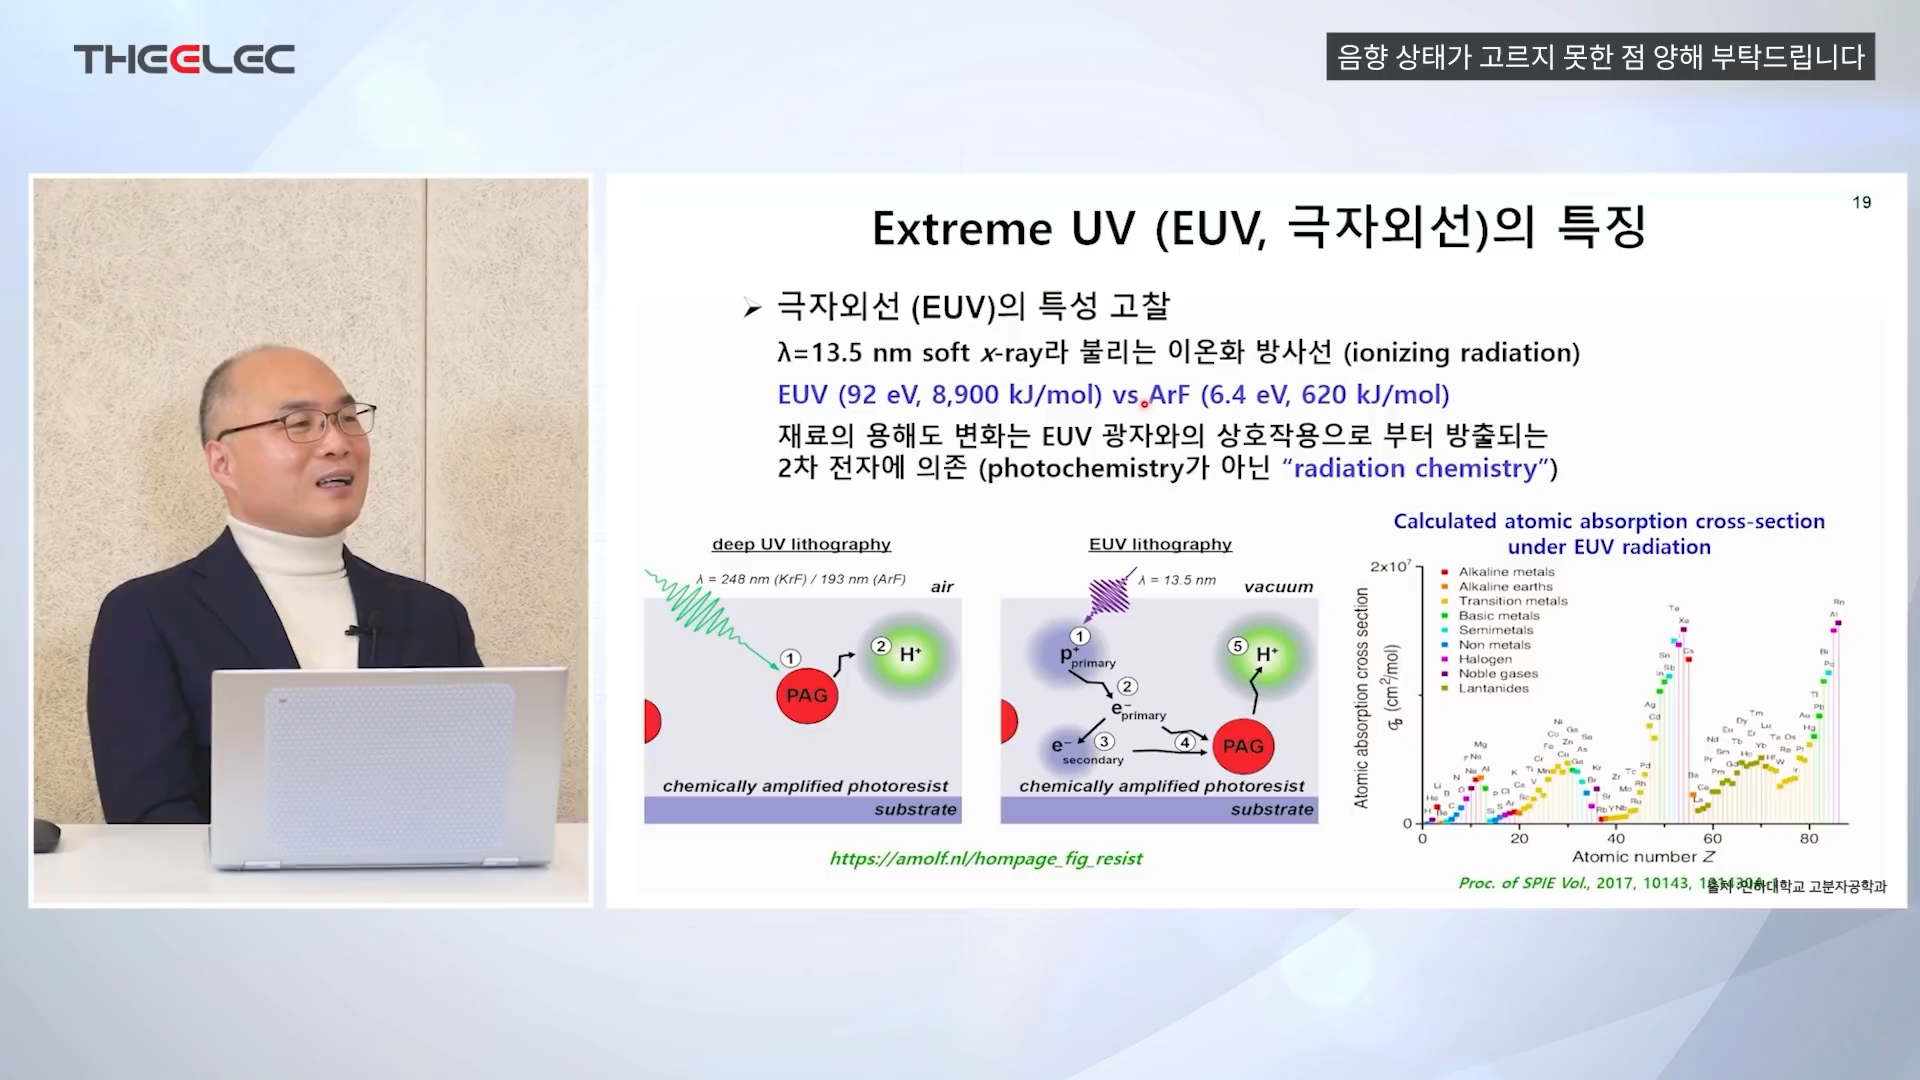 THEELEC
음향 상태가 고르지 못한 점 양해 부탁드립니다
19
Extreme UV (EUV, 극자외선)의 특징
➢ 극자외선 (EUV)의 특성 고찰
λ=13.5 nm soft x-ray라 불리는 이온화 방사선 (ionizing radiation)
EUV (92 eV, 8,900 kJ/mol) vs ArF (6.4 eV, 620 kJ/mol)
재료의 용해도 변화는 EUV 광자와의 상호작용으로 부터 방출되는
2차 전자에 의존 (photochemistry가 아닌 “radiation chemistry”)
deep UV lithography
λ = 248 nm (KrF) / 193 nm (ArF)
air
1
PAG
2
H⁺
chemically amplified photoresist
substrate
EUV lithography
λ = 13.5 nm
vacuum
1
p⁺ primary
2
e⁻ primary
e⁻ secondary
3
4
PAG
5
H⁺
chemically amplified photoresist
substrate
https://amolf.nl/hompage_fig_resist
Calculated atomic absorption cross-section
under EUV radiation
2x10⁷
Alkaline metals
Alkaline earths
Transition metals
Basic metals
Semimetals
Non metals
Halogen
Noble gases
Lantanides
Atomic absorption cross section
(cm²/mol)
0
0 20 40 60 80
Atomic number Z
Proc. of SPIE Vol., 2017, 10143,
출처 :인하대학교 고분자공학과